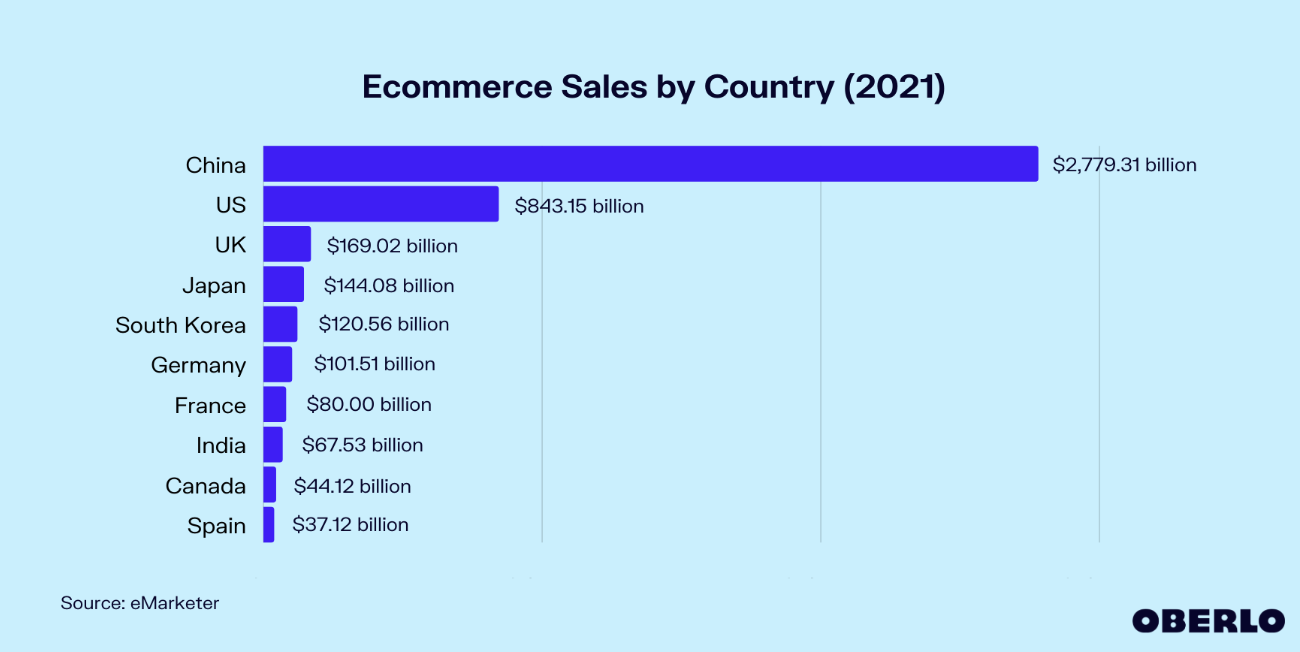 Ecommerce Sales by Country (2021)
China $2,779.31 billion
US $843.15 billion
UK $169.02 billion
Japan $144.08 billion
South Korea $120.56 billion
Germany $101.51 billion
France $80.00 billion
India $67.53 billion
Canada $44.12 billion
Spain $37.12 billion
Source: eMarketer
OBERLO